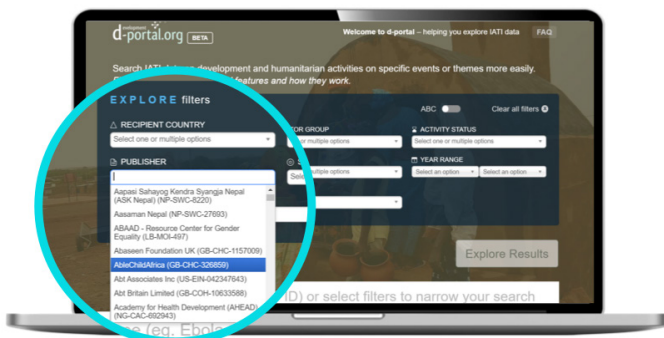 development
d-portal.org BETA
Welcome to d-portal – helping you explore IATI data FAQ
Search IATI development and humanitarian activities on specific events or themes more easily.
features and how they work.
EXPLORE filters
ABC Clear all filters
RECIPIENT COUNTRY
Select one or multiple options
OR GROUP
or multiple options
ACTIVITY STATUS
Select one or multiple options
PUBLISHER
S
Sele
multiple options
YEAR RANGE
Select an option Select an option
Aapasi Sahayog Kendra Syangja Nepal
(ASK Nepal) (NP-SWC-6220)
Aasaman Nepal (NP-SWC-27693)
ABAAD - Resource Center for Gender
Equality (LB-MOI-497)
Abaseen Foundation UK (GB-CHC-1157009)
AbleChildAfrica (GB-CHC-326859)
Abt Associates Inc (US-EIN-042347643)
Abt Britain Limited (GB-COH-10633588)
Academy for Health Development (AHEAD)
(NG-CAC-692943)
Explore Results
ID) or select filters to narrow your search
(eg. Ebola